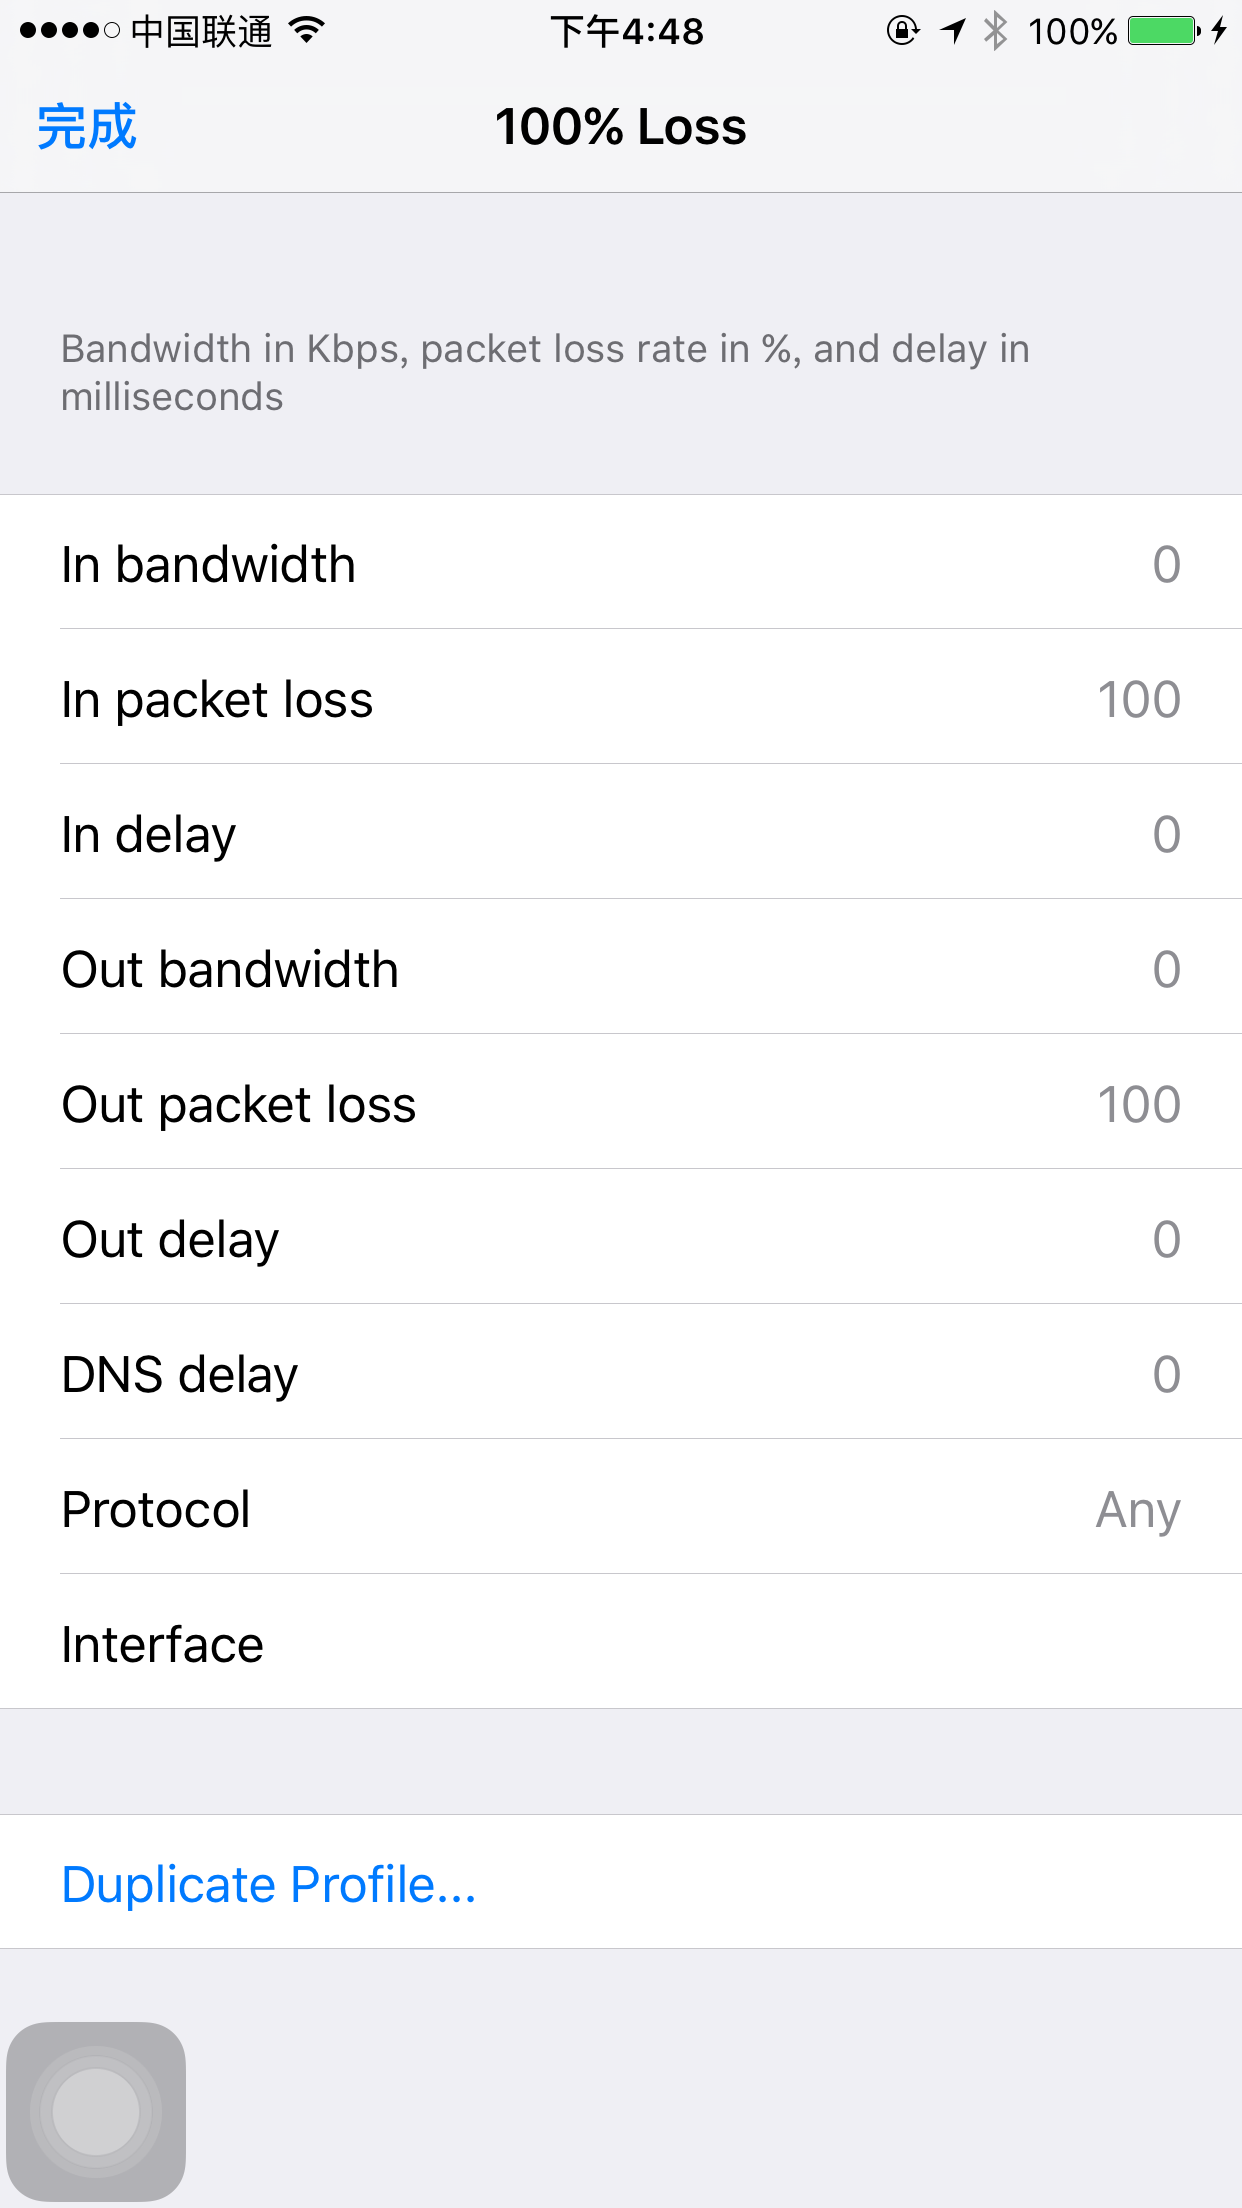 中国联通 下午4:48 100%
完成 100% Loss
Bandwidth in Kbps, packet loss rate in %, and delay in
milliseconds
In bandwidth 0
In packet loss 100
In delay 0
Out bandwidth 0
Out packet loss 100
Out delay 0
DNS delay 0
Protocol Any
Interface
Duplicate Profile...